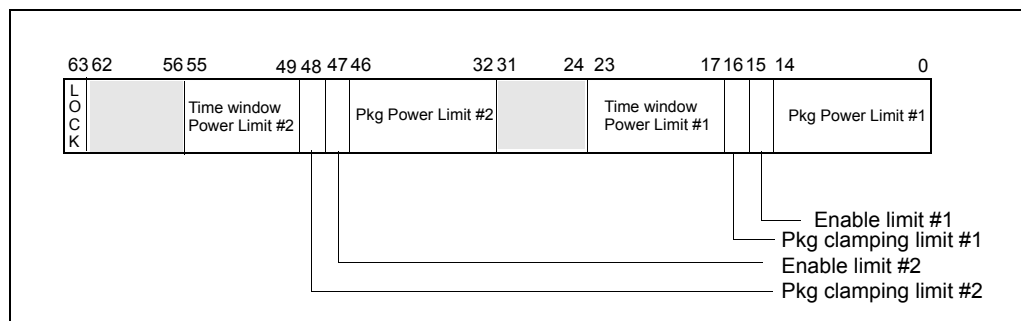 63 62 56 55 49 48 47 46 32 31 24 23 17 16 15 14 0
L
O
C
K
Time window
Power Limit #2
Pkg Power Limit #2
Time window
Power Limit #1
Pkg Power Limit #1
Enable limit #1
Pkg clamping limit #1
Enable limit #2
Pkg clamping limit #2